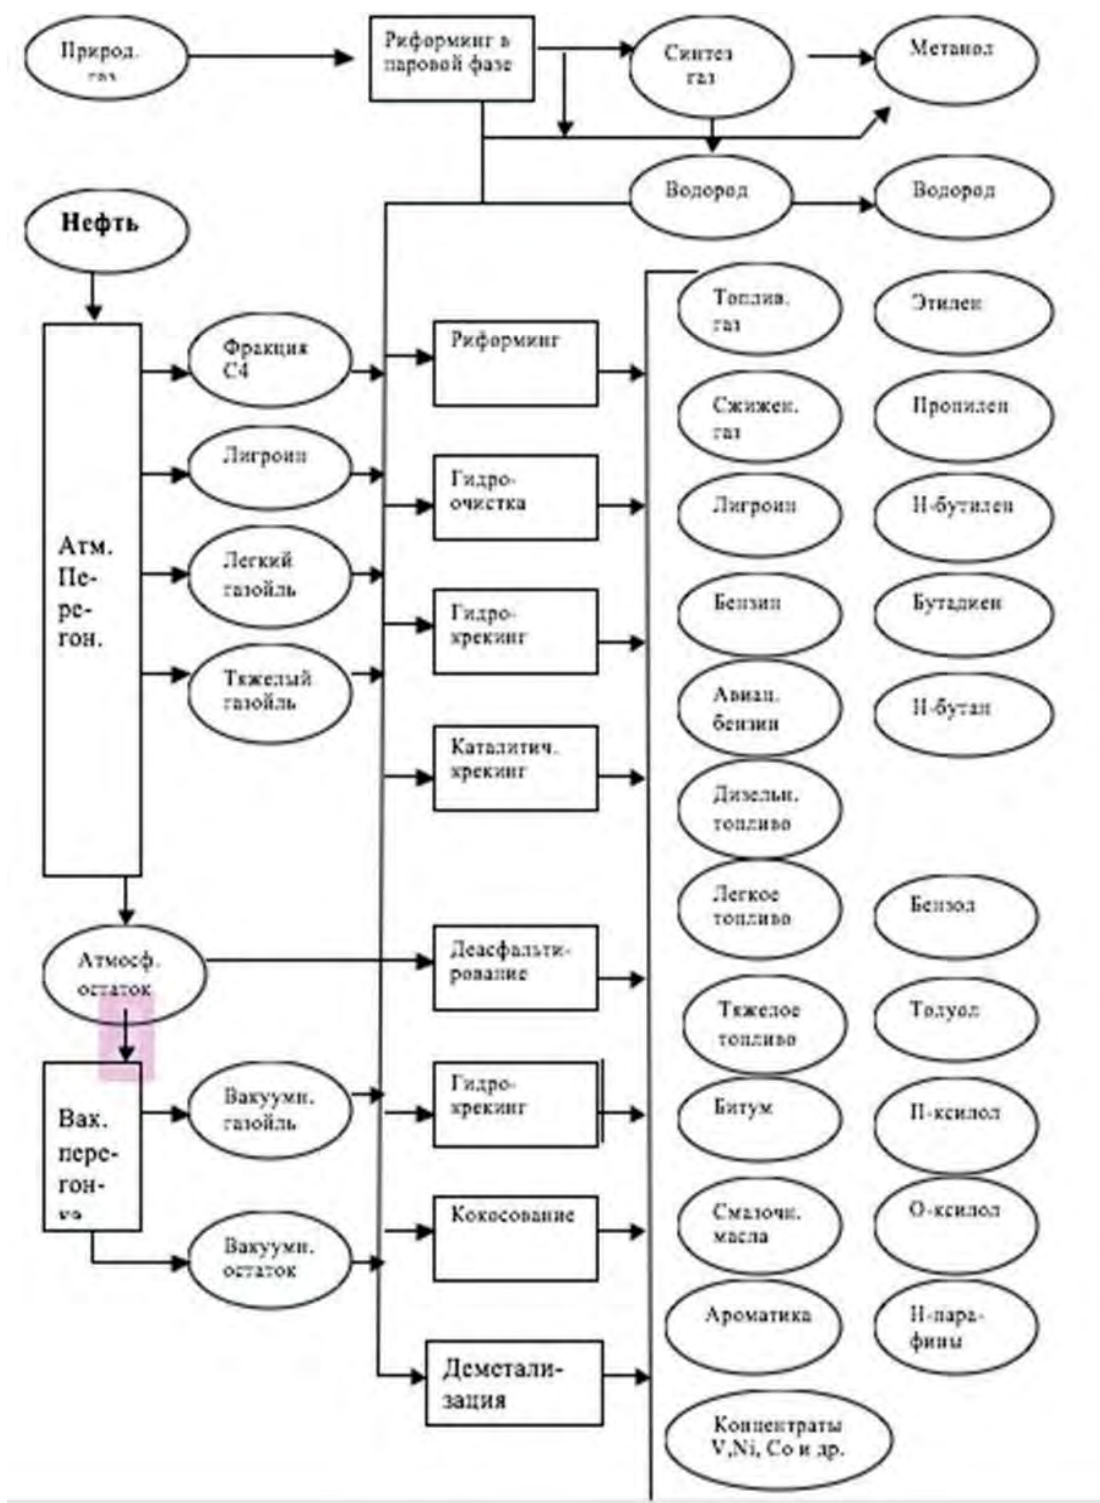 Природ.
газ
Риформинг в
паровой фазе
Синтез
газ
Метанол
Водород
Водород
Нефть
Атм.
Пе-
ре-
гон.
Фракция
С4
Лигроин
Легкий
газойль
Тяжелый
газойль
Риформинг
Гидро-
очистка
Гидро-
крекинг
Каталитич.
крекинг
Атмосф.
остаток
Деасфальти-
рование
Вак.
пере-
гон-
ка
Вакуумн.
газойль
Вакуумн.
остаток
Гидро-
крекинг
Кокосование
Деметали-
зация
Топлив.
газ
Этилен
Сжижен.
газ
Пропилен
Лигроин
Н-бутилен
Бензин
Бутадиен
Авиац.
бензин
Н-бутан
Дизельн.
топливо
Легкое
топливо
Бензол
Тяжелое
топливо
Толуол
Битум
П-ксилол
Смазочн.
масла
О-ксилол
Ароматика
Н-пара-
фины
Концентраты
V,Ni, Co и др.